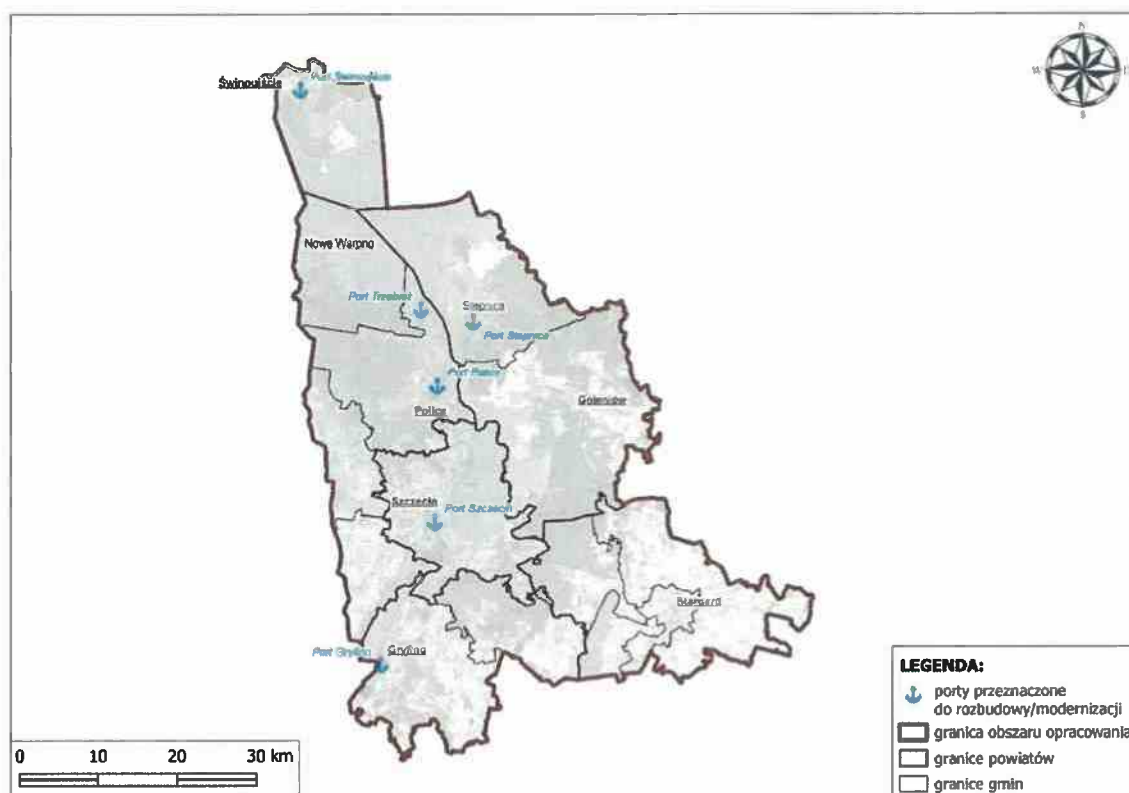 N
W
S
Świnoujście
Port Świnoujście
Nowe Warpno
Port Trzebież
Stepnica
Port Stepnica
Port Police
Goleniów
Police
Szczecin
Port Szczecin
Stargard
Port Gryfino
Gryfino
LEGENDA:
porty przeznaczone
do rozbudowy/modernizacji
granica obszaru opracowania
granice powiatów
granice gmin
0 10 20 30 km